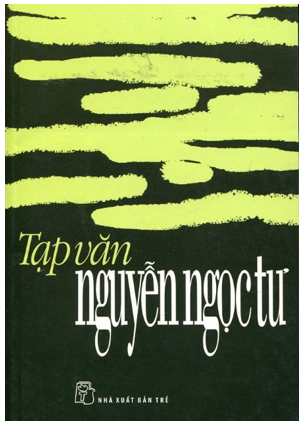 Tạp văn
nguyễn ngọc tư
NHÀ XUẤT BẢN TRẺ